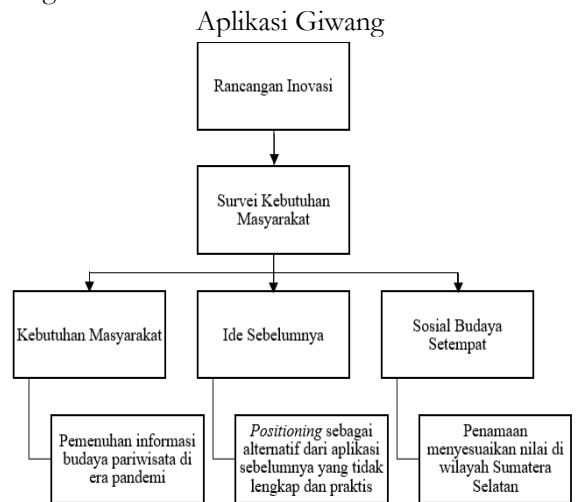 Aplikasi Giwang
Rancangan Inovasi
Survei Kebutuhan
Masyarakat
Kebutuhan Masyarakat
Ide Sebelumnya
Sosial Budaya
Setempat
Pemenuhan informasi
budaya pariwisata di
era pandemi
Positioning sebagai
alternatif dari aplikasi
sebelumnya yang tidak
lengkap dan praktis
Penamaan
menyesuaikan nilai di
wilayah Sumatera
Selatan